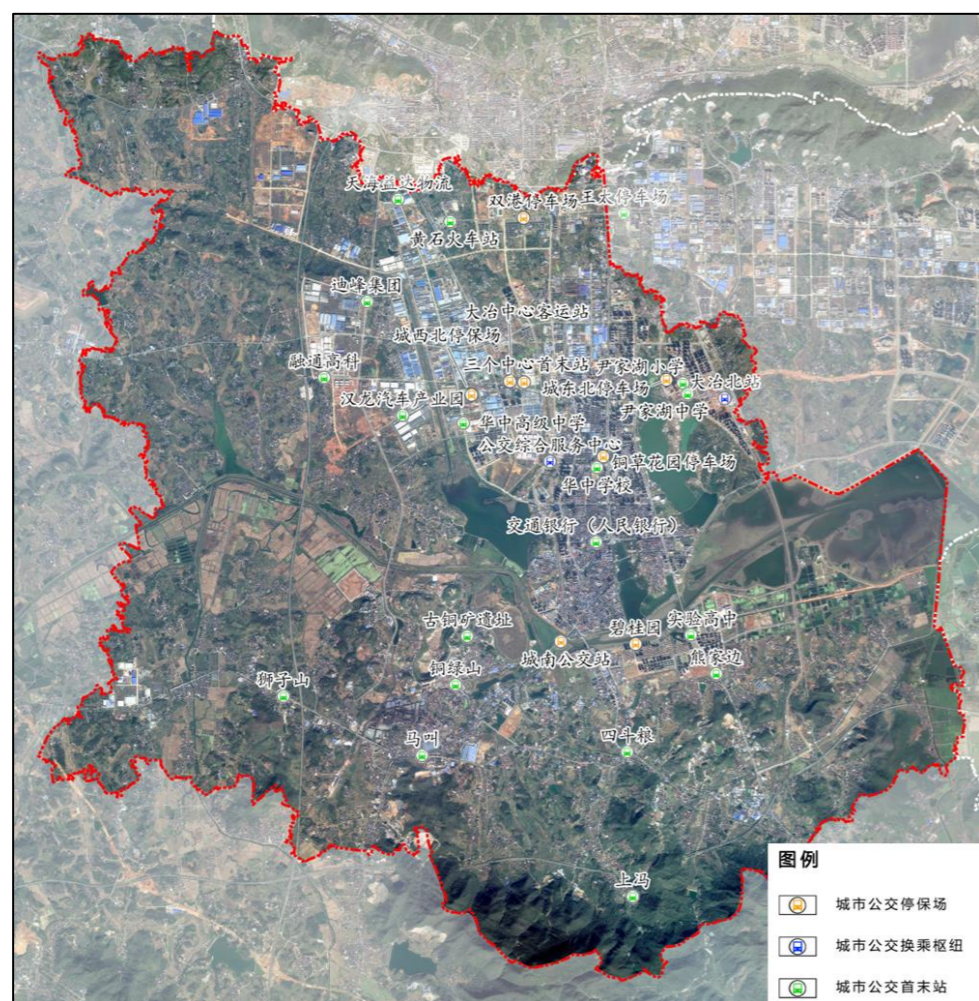 天海益达物流
双港停车场
王太停车场
黄石火车站
迪峰集团
大冶中心客运站
城西北停保场
融通高科
三个中心首末站
尹家湖小学
汉龙汽车产业园
城东北停车场
大冶北站
尹家湖中学
华中高级中学
公交综合服务中心
铜草花园停车场
华中学校
交通银行（人民银行）
古铜矿遗址
碧桂园
实验高中
城南公交站
熊家边
铜绿山
狮子山
马叫
四斗粮
上冯
图例
城市公交停保场
城市公交换乘枢纽
城市公交首末站